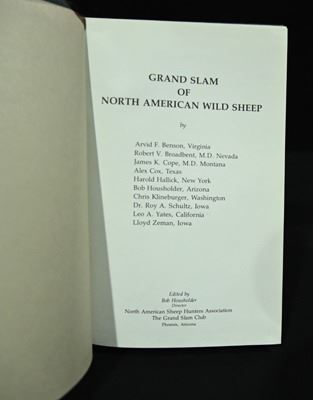 GRAND SLAM
OF
NORTH AMERICAN WILD SHEEP
by
Arvid F. Benson, Virginia
Robert V. Broadbent, M.D. Nevada
James K. Cope, M.D. Montana
Alex Cox, Texas
Harold Hallick, New York
Bob Housholder, Arizona
Chris Klineburger, Washington
Dr. Roy A. Schultz, Iowa
Leo A. Yates, California
Lloyd Zeman, Iowa
Edited by
Bob Housholder
Director
North American Sheep Hunters Association
The Grand Slam Club
Phoenix, Arizona